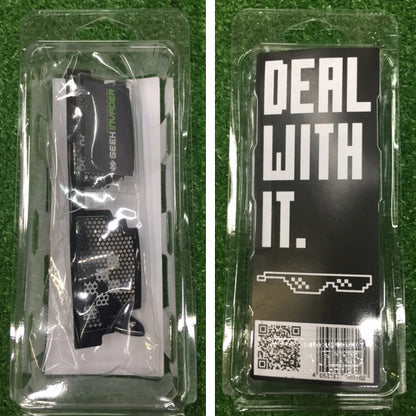 GEEK INVADER
DEAL
WITH
IT.